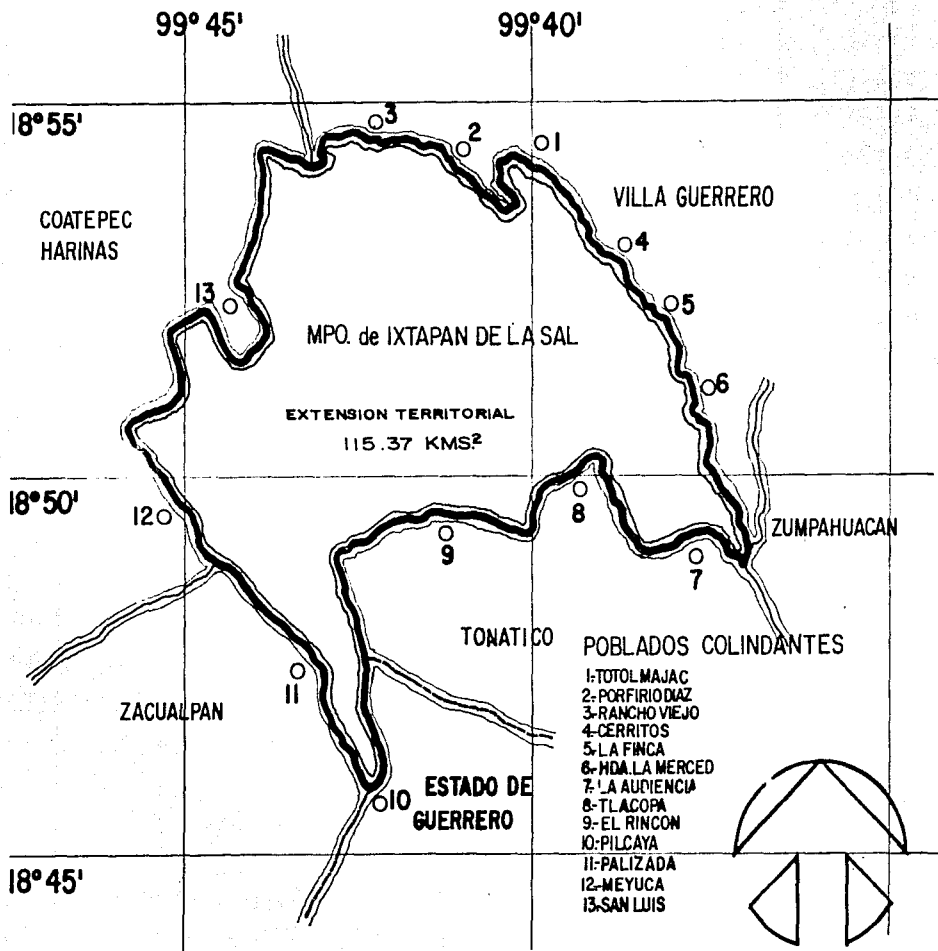 99° 45' 99° 40'
18° 55'
3
2
1
VILLA GUERRERO
COATEPEC
HARINAS
4
13
5
MPO. de IXTAPAN DE LA SAL
6
EXTENSION TERRITORIAL
115.37 KMS.²
18° 50'
8
12
9
ZUMPAHUACAN
7
TONATICO
11
ZACUALPAN
10
ESTADO DE
GUERRERO
18° 45'
POBLADOS COLINDANTES
1.-TOTOLMAJAC
2.-PORFIRIO DIAZ
3.-RANCHO VIEJO
4.-CERRITOS
5.-LA FINCA
6.-HDA. LA MERCED
7.-LA AUDIENCIA
8.-TLACOPA
9.-EL RINCON
10.-PILCAYA
11.-PALIZADA
12.-MEYUCA
13.-SAN LUIS